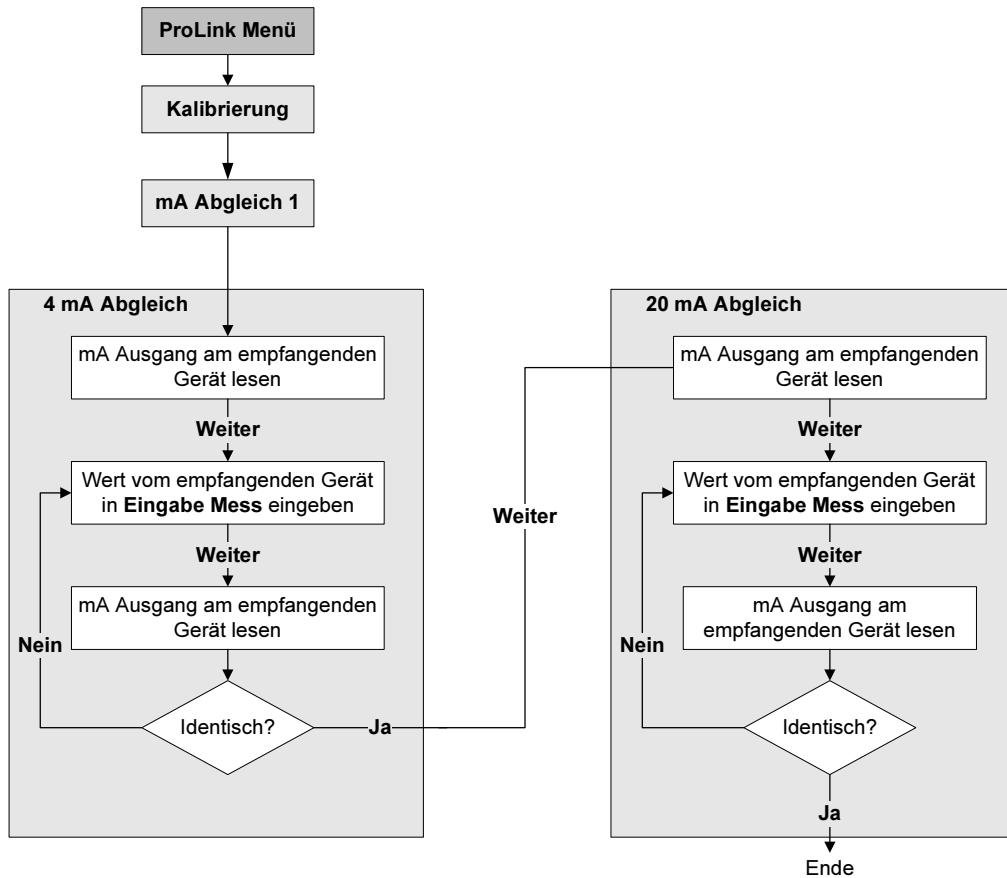 ProLink Menü
Kalibrierung
mA Abgleich 1
4 mA Abgleich
mA Ausgang am empfangenden
Gerät lesen
Weiter
Wert vom empfangenden Gerät
in Eingabe Mess eingeben
Weiter
mA Ausgang am empfangenden
Gerät lesen
Nein
Identisch?
Ja
Weiter
20 mA Abgleich
mA Ausgang am empfangenden
Gerät lesen
Weiter
Wert vom empfangenden Gerät
in Eingabe Mess eingeben
Weiter
mA Ausgang am
empfangenden Gerät lesen
Nein
Identisch?
Ja
Ende